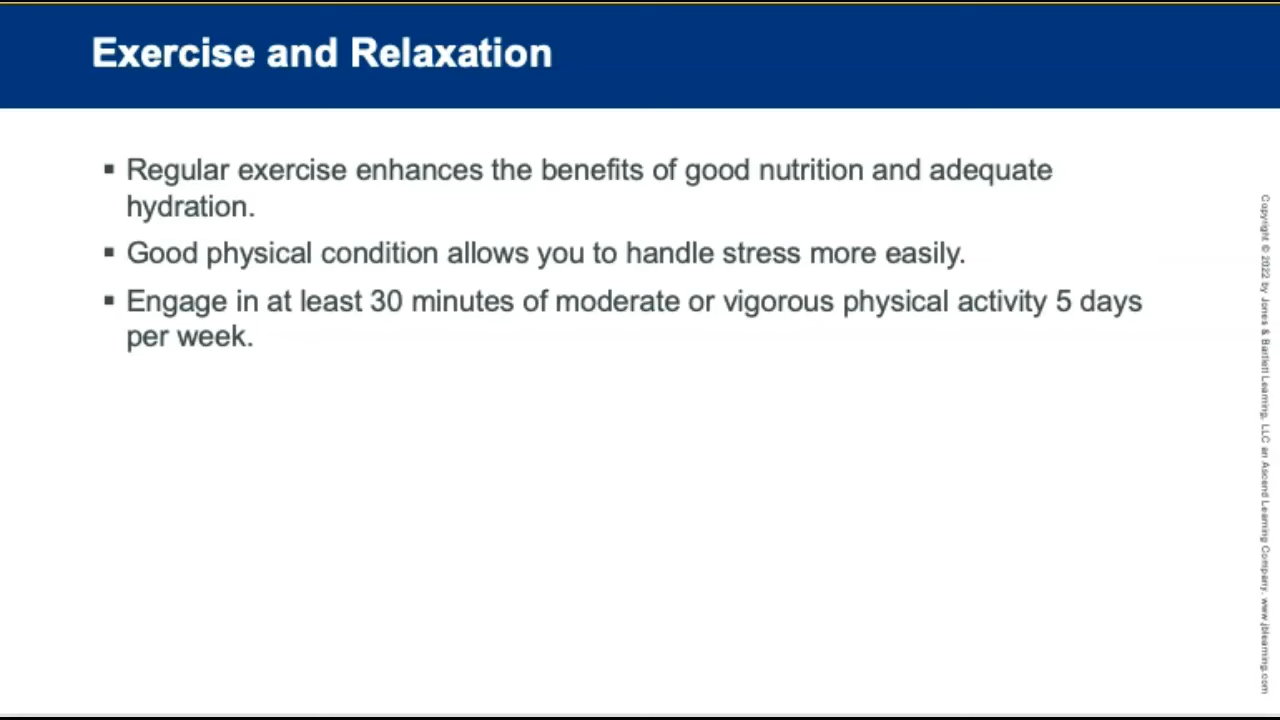 Exercise and Relaxation
▪ Regular exercise enhances the benefits of good nutrition and adequate
hydration.
▪ Good physical condition allows you to handle stress more easily.
▪ Engage in at least 30 minutes of moderate or vigorous physical activity 5 days
per week.
Copyright © 2022 by Jones & Bartlett Learning, LLC an Ascend Learning Company. www.jblearning.com